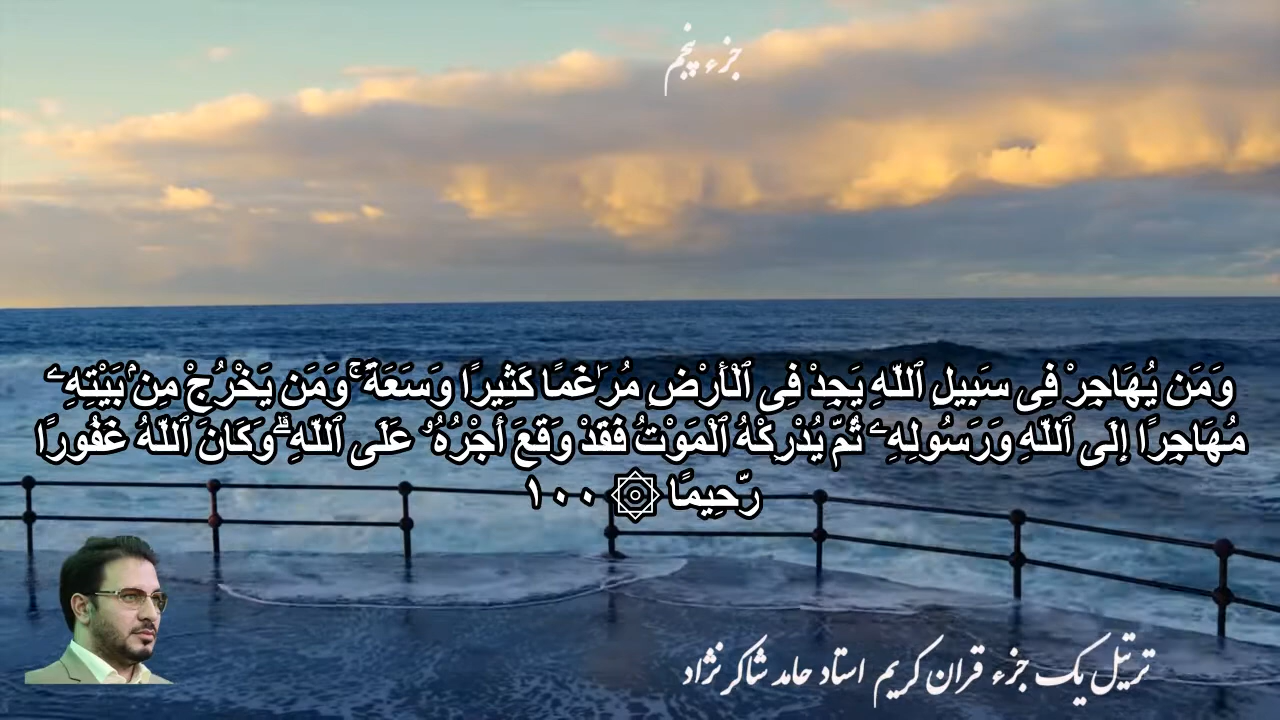 جزء پنجم
وَمَن يُهَاجِرْ فِى سَبِيلِ ٱللَّهِ يَجِدْ فِى ٱلْأَرْضِ مُرَٰغَمًا كَثِيرًا وَسَعَةً ۚ وَمَن يَخْرُجْ مِنۢ بَيْتِهِۦ
مُهَاجِرًا إِلَى ٱللَّهِ وَرَسُولِهِۦ ثُمَّ يُدْرِكْهُ ٱلْمَوْتُ فَقَدْ وَقَعَ أَجْرُهُۥ عَلَى ٱللَّهِ ۗ وَكَانَ ٱللَّهُ غَفُورًا
رَّحِيمًا ۞ ١٠٠
ترتیل یک جزء قران کریم استاد حامد شاکرنژاد